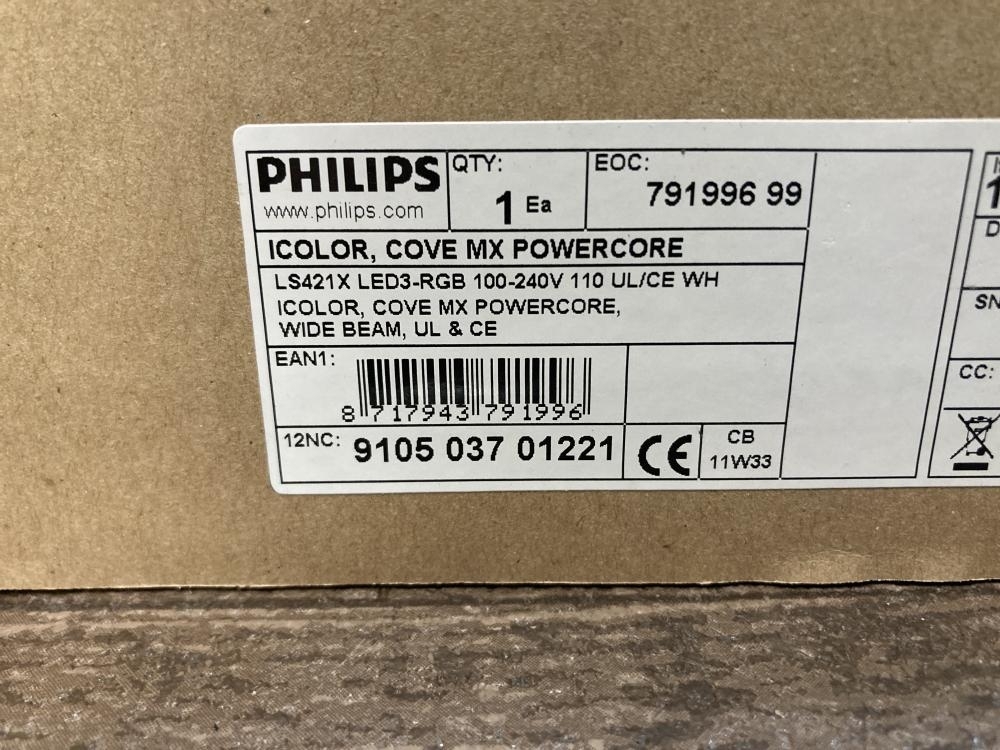 PHILIPS
www.philips.com
QTY:
1 Ea
EOC:
791996 99
ICOLOR, COVE MX POWERCORE
LS421X LED3-RGB 100-240V 110 UL/CE WH
ICOLOR, COVE MX POWERCORE,
WIDE BEAM, UL & CE
EAN1:
8 717943 791996
12NC: 9105 037 01221
CE
CB
11W33
SN
CC: